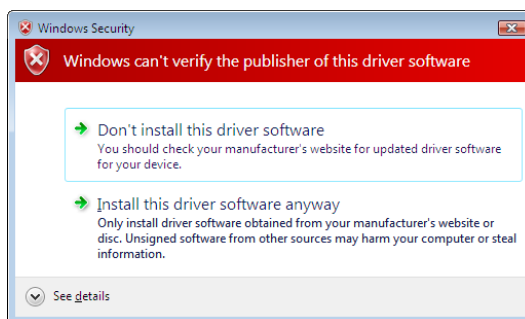 Windows Security
Windows can't verify the publisher of this driver software
Don't install this driver software
You should check your manufacturer's website for updated driver software
for your device.
Install this driver software anyway
Only install driver software obtained from your manufacturer's website or
disc. Unsigned software from other sources may harm your computer or steal
information.
See details